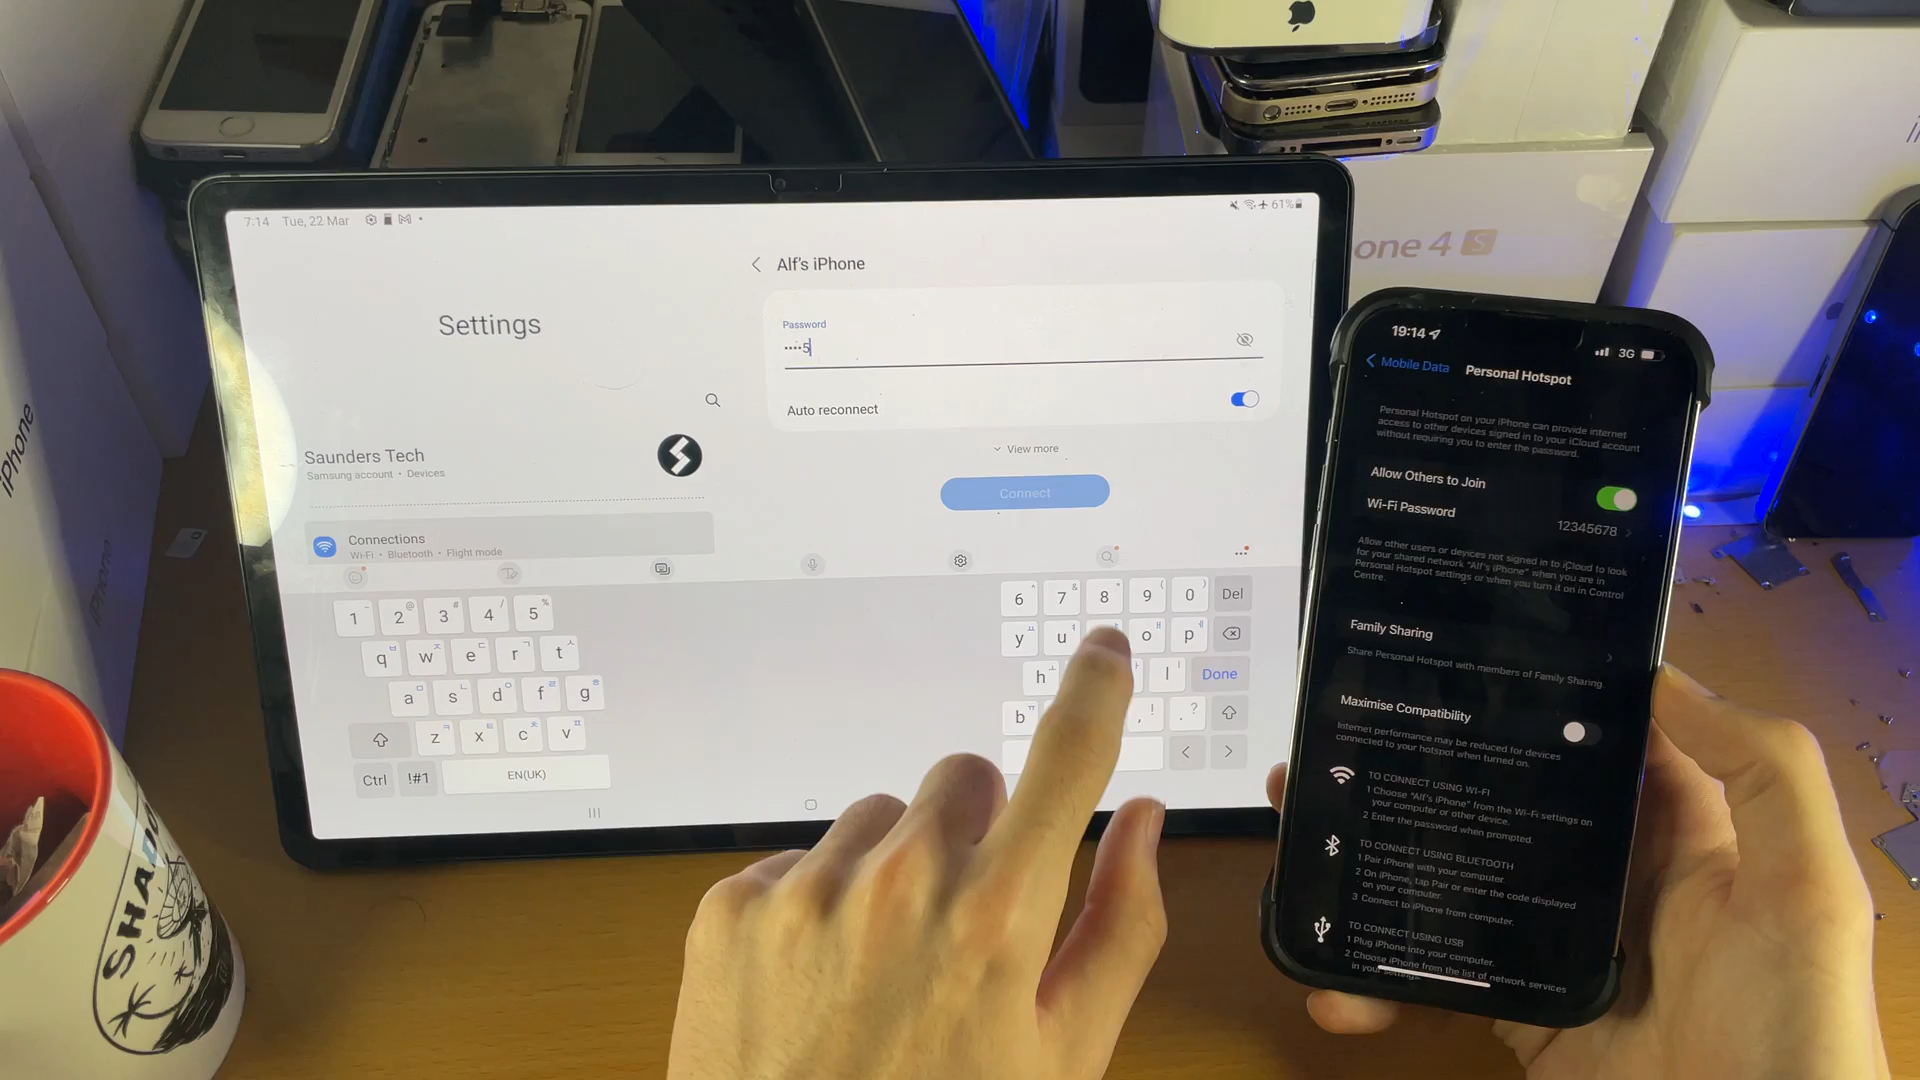 7:14 Tue, 22 Mar
61%
Alf's iPhone
Settings
Password
••••5
Auto reconnect
View more
Connect
Saunders Tech
Samsung account • Devices
Connections
Wi-Fi • Bluetooth • Flight mode
1 2 3 4 5
6 7 8 9 0 Del
q w e r t
y u o p
a s d f g
h l Done
z x c v
b , ! . ?
Ctrl !#1 EN(UK)
< >
one 4 S
iPhone
iPhone
SHADO
19:14
3G
Mobile Data Personal Hotspot
Personal Hotspot on your iPhone can provide internet
access to other devices signed in to your iCloud account
without requiring you to enter the password.
Allow Others to Join
Wi-Fi Password 12345678
Allow other users or devices not signed in to iCloud to look
for your shared network "Alf's iPhone" when you are in
Personal Hotspot settings or when you turn it on in Control
Centre.
Family Sharing
Share Personal Hotspot with members of Family Sharing
Maximise Compatibility
Internet performance may be reduced for devices
connected to your hotspot when turned on.
TO CONNECT USING WI-FI
1 Choose "Alf's iPhone" from the Wi-Fi settings on
your computer or other device.
2 Enter the password when prompted.
TO CONNECT USING BLUETOOTH
1 Pair iPhone with your computer.
2 On iPhone, tap Pair or enter the code displayed
on your computer.
3 Connect to iPhone from computer.
TO CONNECT USING USB
1 Plug iPhone into your computer.
2 Choose iPhone from the list of network services
in your settings.